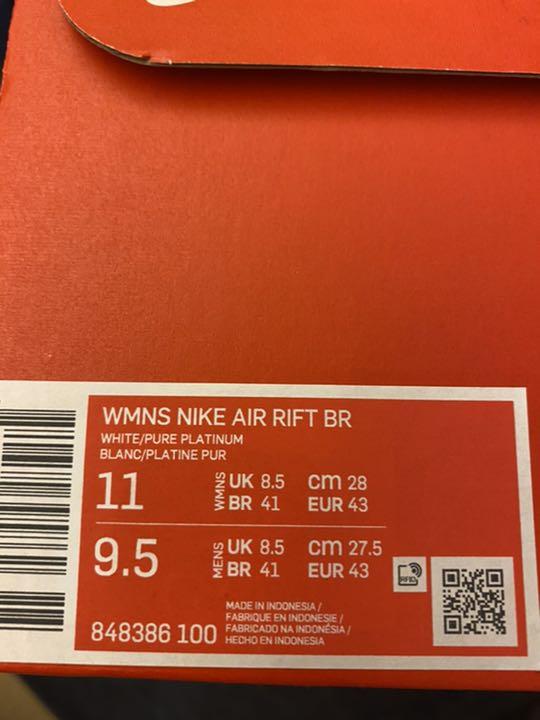 WMNS NIKE AIR RIFT BR
WHITE/PURE PLATINUM
BLANC/PLATINE PUR
11 WMNS UK 8.5 cm 28
BR 41 EUR 43
9.5 MENS UK 8.5 cm 27.5
BR 41 EUR 43
RFID
848386 100
MADE IN INDONESIA /
FABRIQUE EN INDONESIE /
FABRICADO NA INDONÉSIA /
HECHO EN INDONESIA